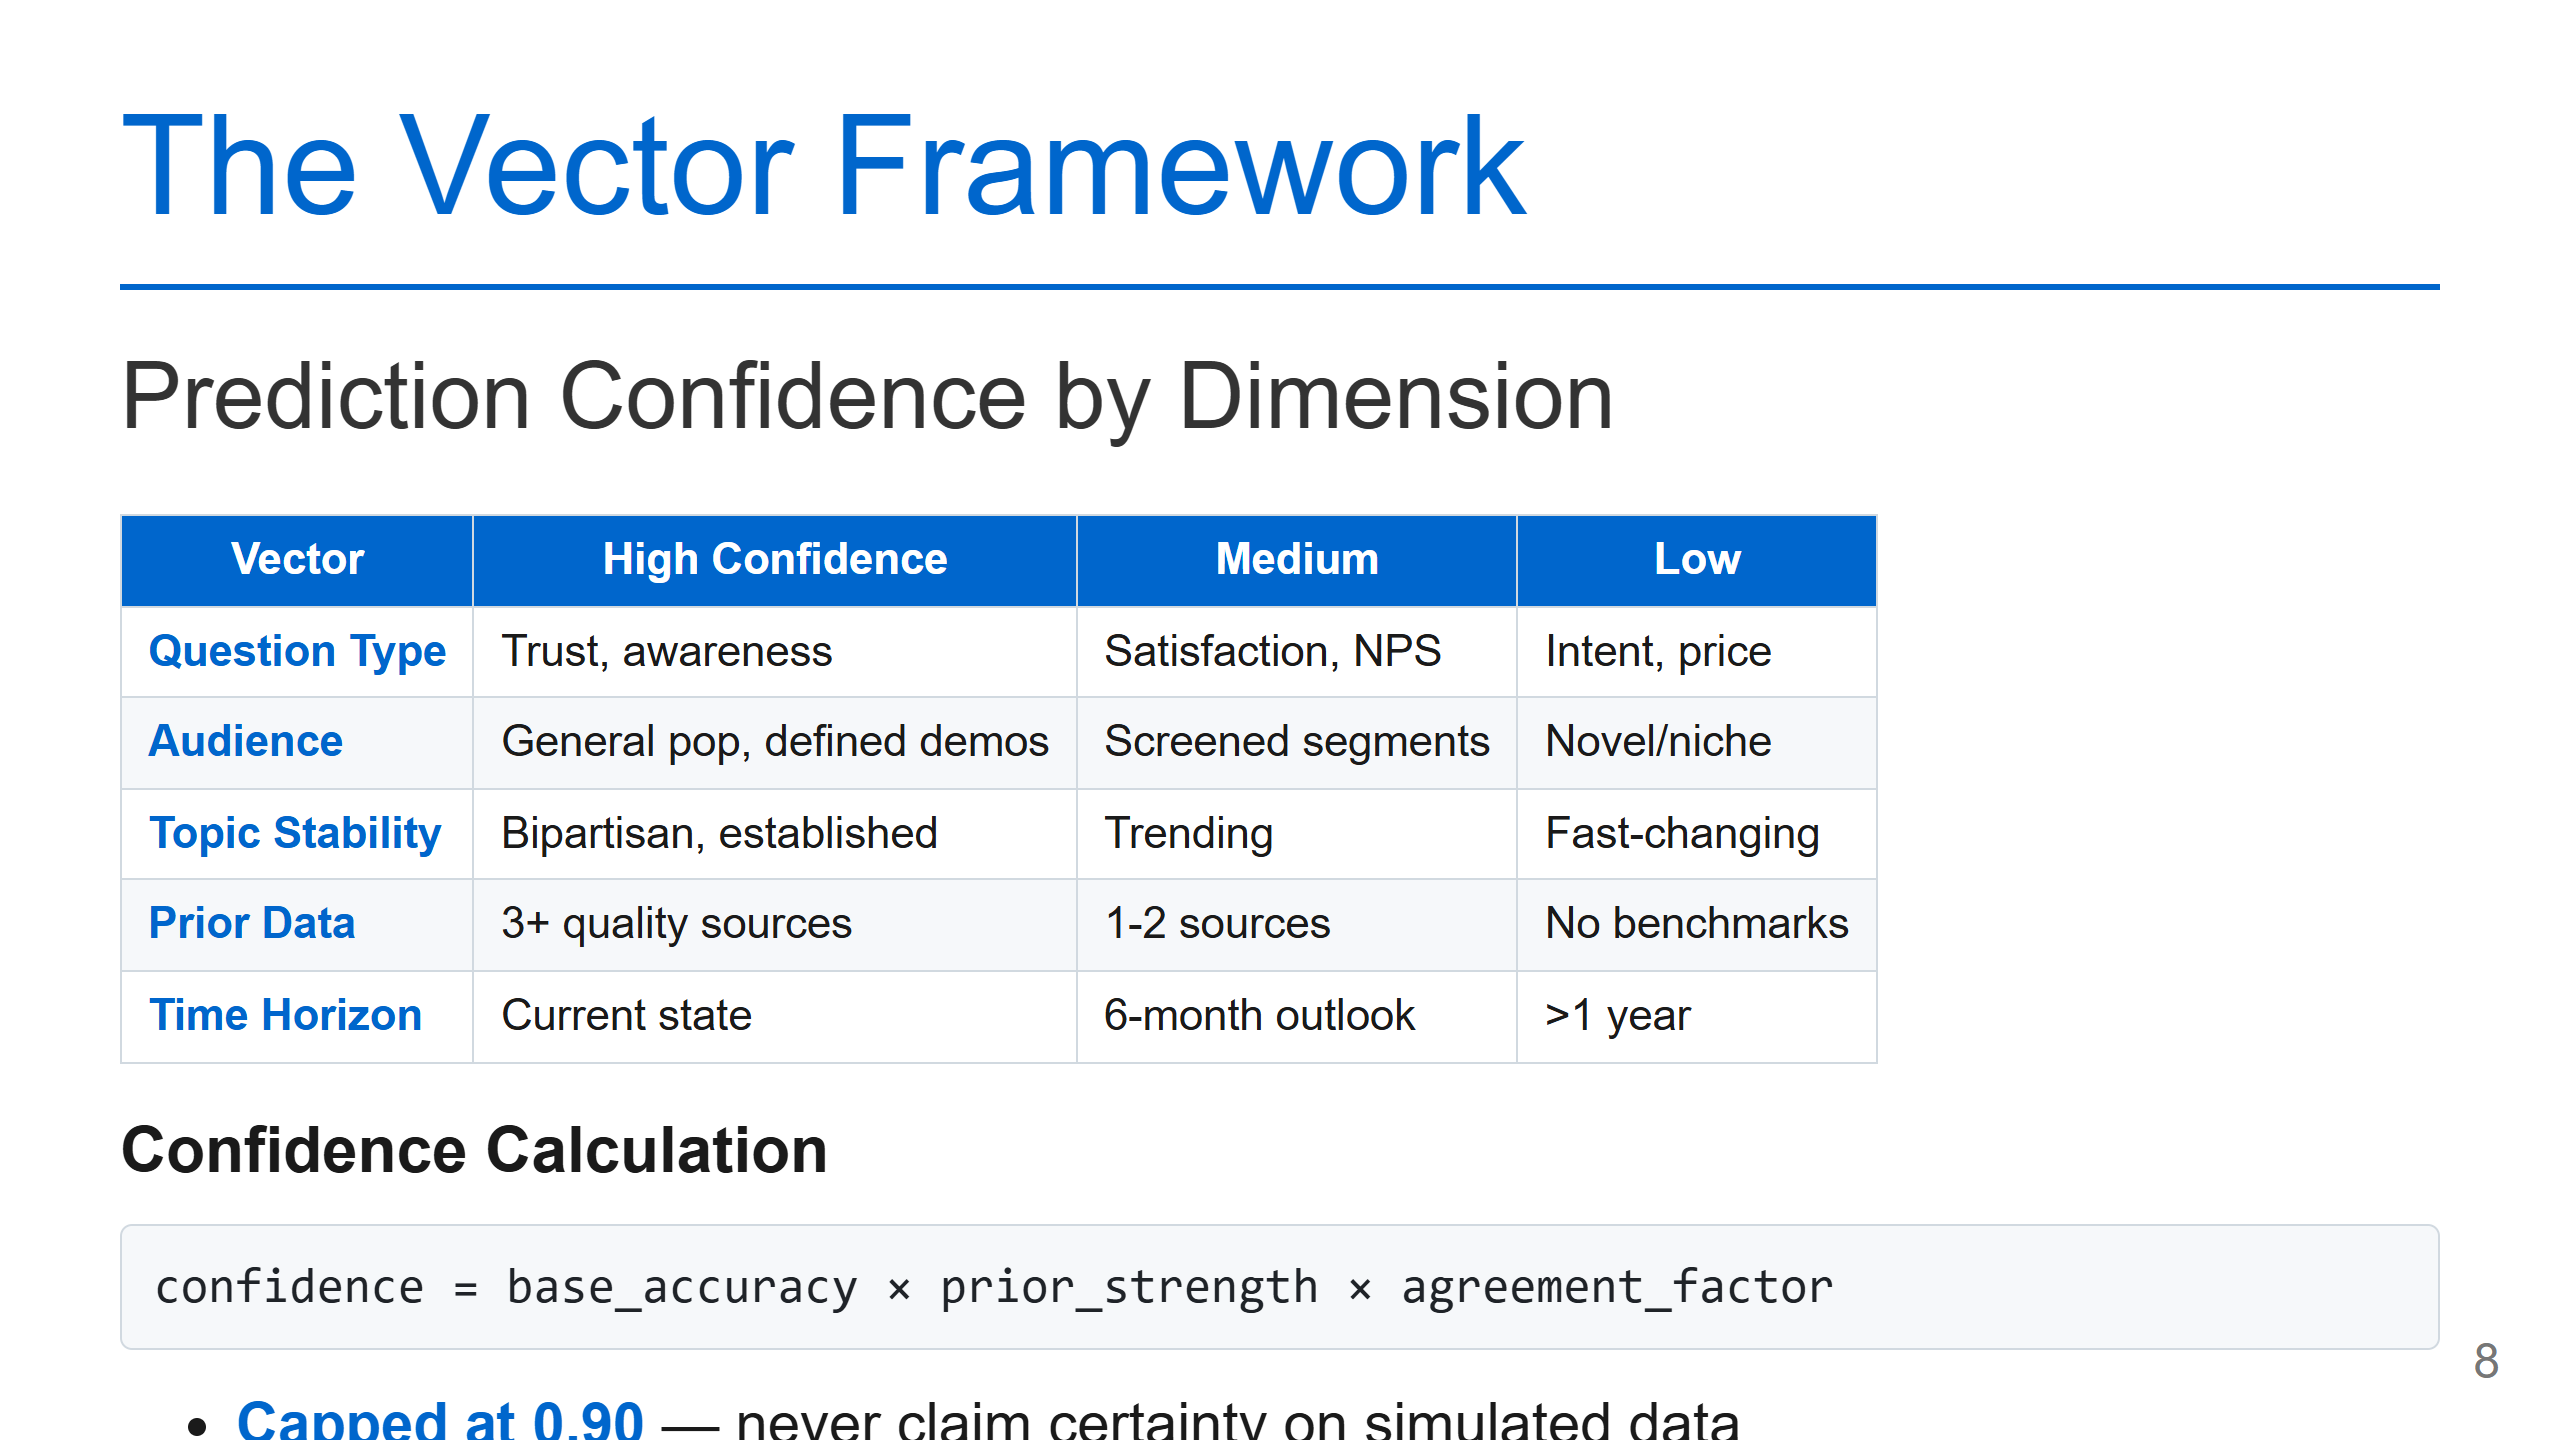 The Vector Framework
Prediction Confidence by Dimension
Vector High Confidence Medium Low
Question Type Trust, awareness Satisfaction, NPS Intent, price
Audience General pop, defined demos Screened segments Novel/niche
Topic Stability Bipartisan, established Trending Fast-changing
Prior Data 3+ quality sources 1-2 sources No benchmarks
Time Horizon Current state 6-month outlook >1 year
Confidence Calculation
confidence = base_accuracy × prior_strength × agreement_factor
• Capped at 0.90 — never claim certainty on simulated data
8